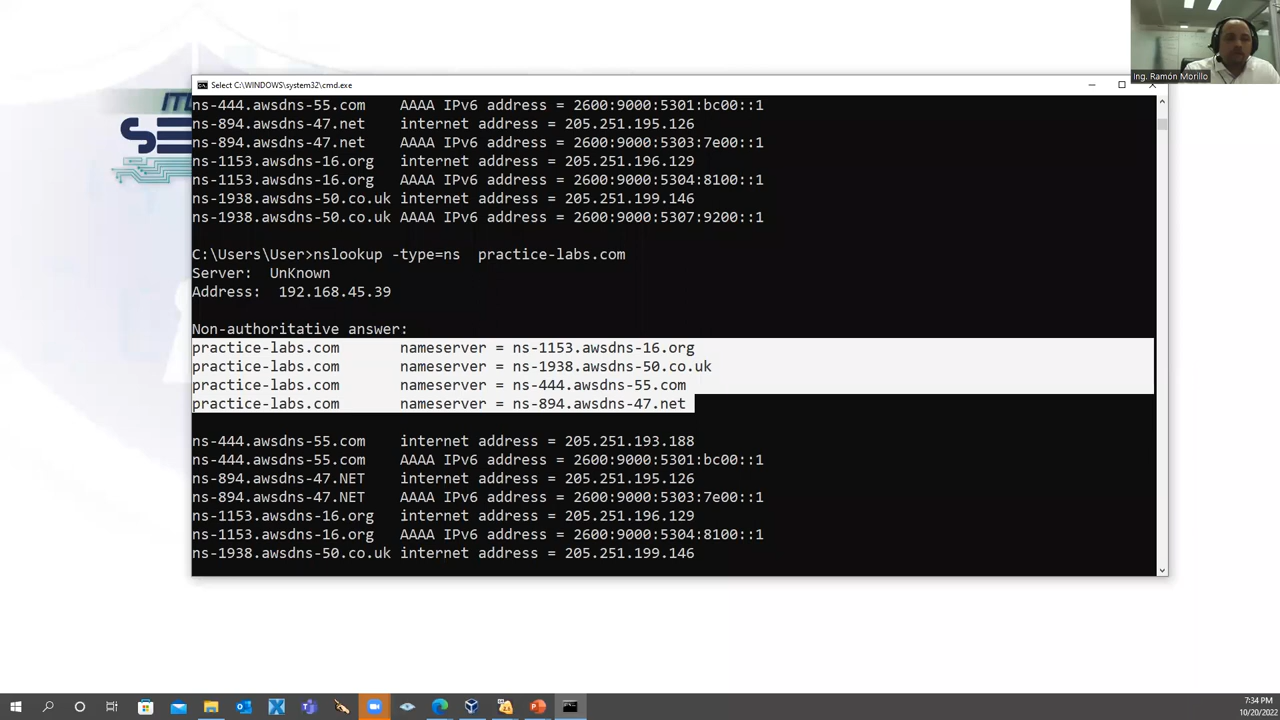 Ing. Ramón Morillo
Select C:\WINDOWS\system32\cmd.exe
ns-444.awsdns-55.com AAAA IPv6 address = 2600:9000:5301:bc00::1
ns-894.awsdns-47.net internet address = 205.251.195.126
ns-894.awsdns-47.net AAAA IPv6 address = 2600:9000:5303:7e00::1
ns-1153.awsdns-16.org internet address = 205.251.196.129
ns-1153.awsdns-16.org AAAA IPv6 address = 2600:9000:5304:8100::1
ns-1938.awsdns-50.co.uk internet address = 205.251.199.146
ns-1938.awsdns-50.co.uk AAAA IPv6 address = 2600:9000:5307:9200::1
C:\Users\User>nslookup -type=ns  practice-labs.com
Server:  UnKnown
Address:  192.168.45.39
Non-authoritative answer:
practice-labs.com nameserver = ns-1153.awsdns-16.org
practice-labs.com nameserver = ns-1938.awsdns-50.co.uk
practice-labs.com nameserver = ns-444.awsdns-55.com
practice-labs.com nameserver = ns-894.awsdns-47.net
ns-444.awsdns-55.com internet address = 205.251.193.188
ns-444.awsdns-55.com AAAA IPv6 address = 2600:9000:5301:bc00::1
ns-894.awsdns-47.NET internet address = 205.251.195.126
ns-894.awsdns-47.NET AAAA IPv6 address = 2600:9000:5303:7e00::1
ns-1153.awsdns-16.org internet address = 205.251.196.129
ns-1153.awsdns-16.org AAAA IPv6 address = 2600:9000:5304:8100::1
ns-1938.awsdns-50.co.uk internet address = 205.251.199.146
7:34 PM
10/20/2022